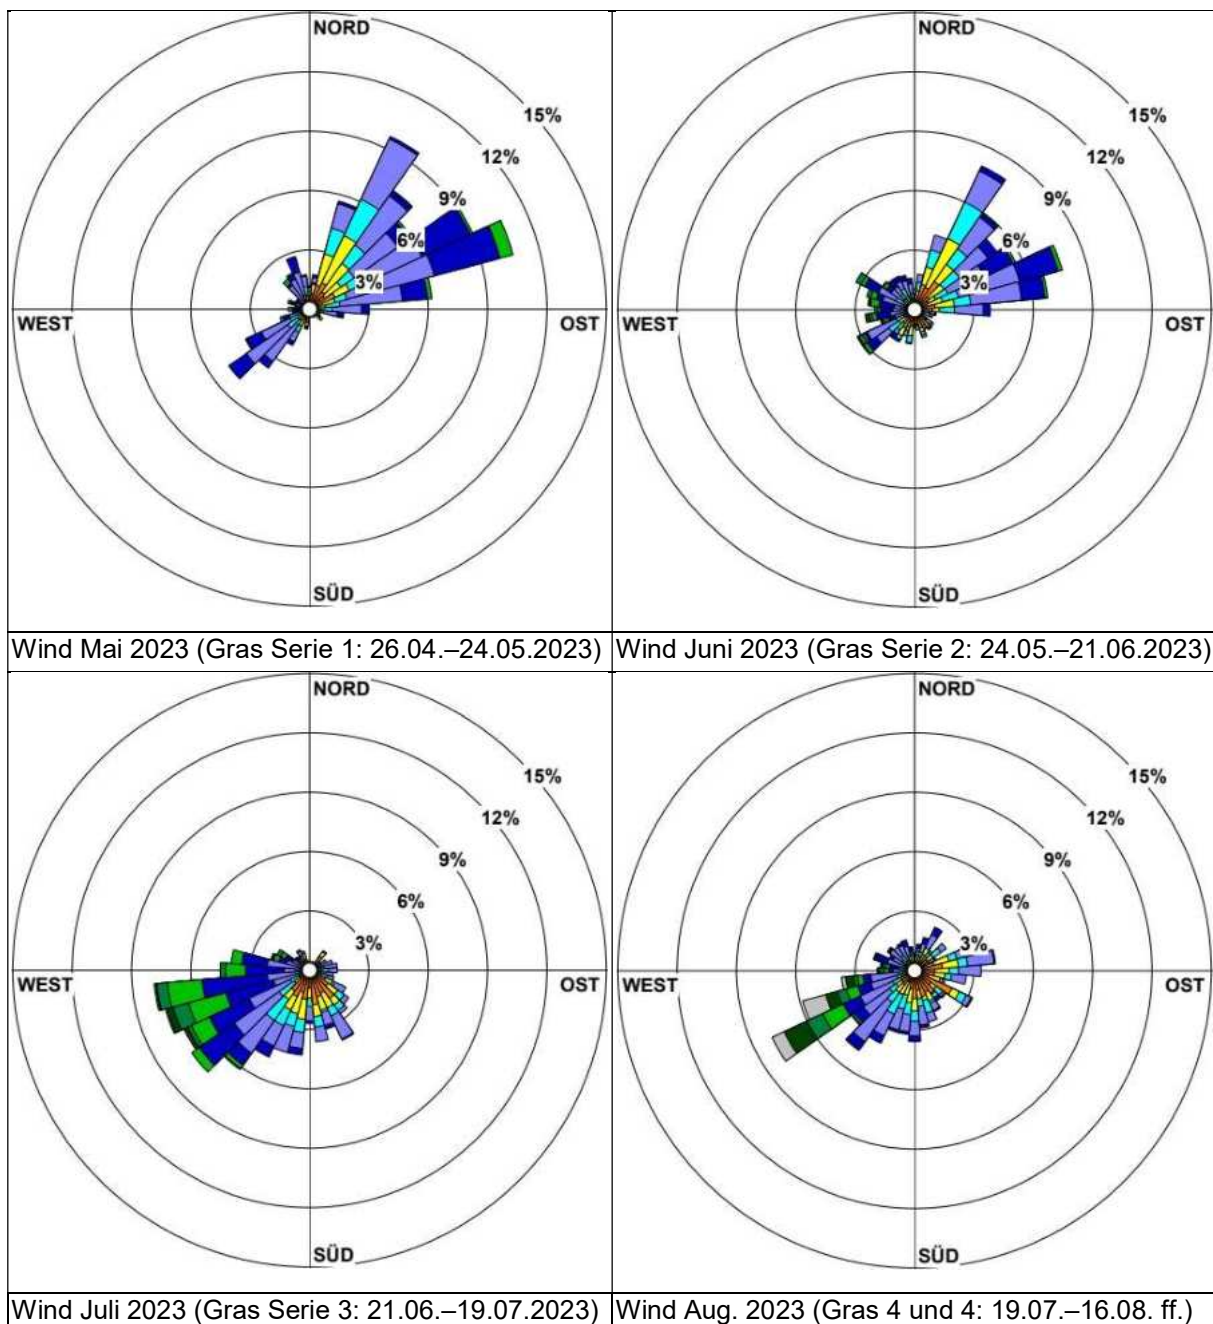 NORD
15%
12%
9%
6%
3%
WEST
OST
SÜD
Wind Mai 2023 (Gras Serie 1: 26.04.–24.05.2023)
NORD
15%
12%
9%
6%
3%
WEST
OST
SÜD
Wind Juni 2023 (Gras Serie 2: 24.05.–21.06.2023)
NORD
15%
12%
9%
6%
3%
WEST
OST
SÜD
Wind Juli 2023 (Gras Serie 3: 21.06.–19.07.2023)
NORD
15%
12%
9%
6%
3%
WEST
OST
SÜD
Wind Aug. 2023 (Gras 4 und 4: 19.07.–16.08. ff.)